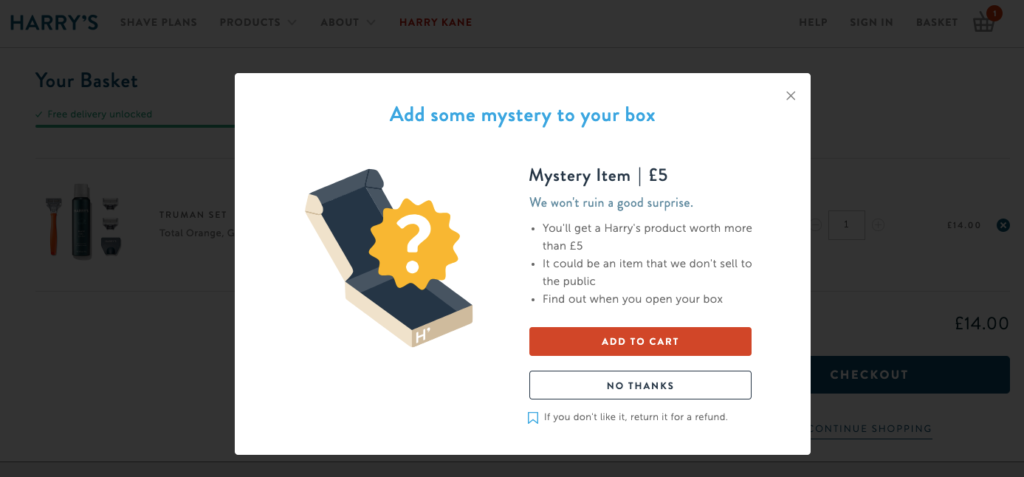 HARRY'S SHAVE PLANS PRODUCTS ABOUT HARRY KANE HELP SIGN IN BASKET 1
Your Basket
Free delivery unlocked
Add some mystery to your box
TRUMAN SET
Total Orange, G
Mystery Item | £5
We won't ruin a good surprise.
• You'll get a Harry's product worth more
than £5
• It could be an item that we don't sell to
the public
• Find out when you open your box
ADD TO CART
NO THANKS
If you don't like it, return it for a refund.
?
H'
1 £14.00
£14.00
CHECKOUT
CONTINUE SHOPPING